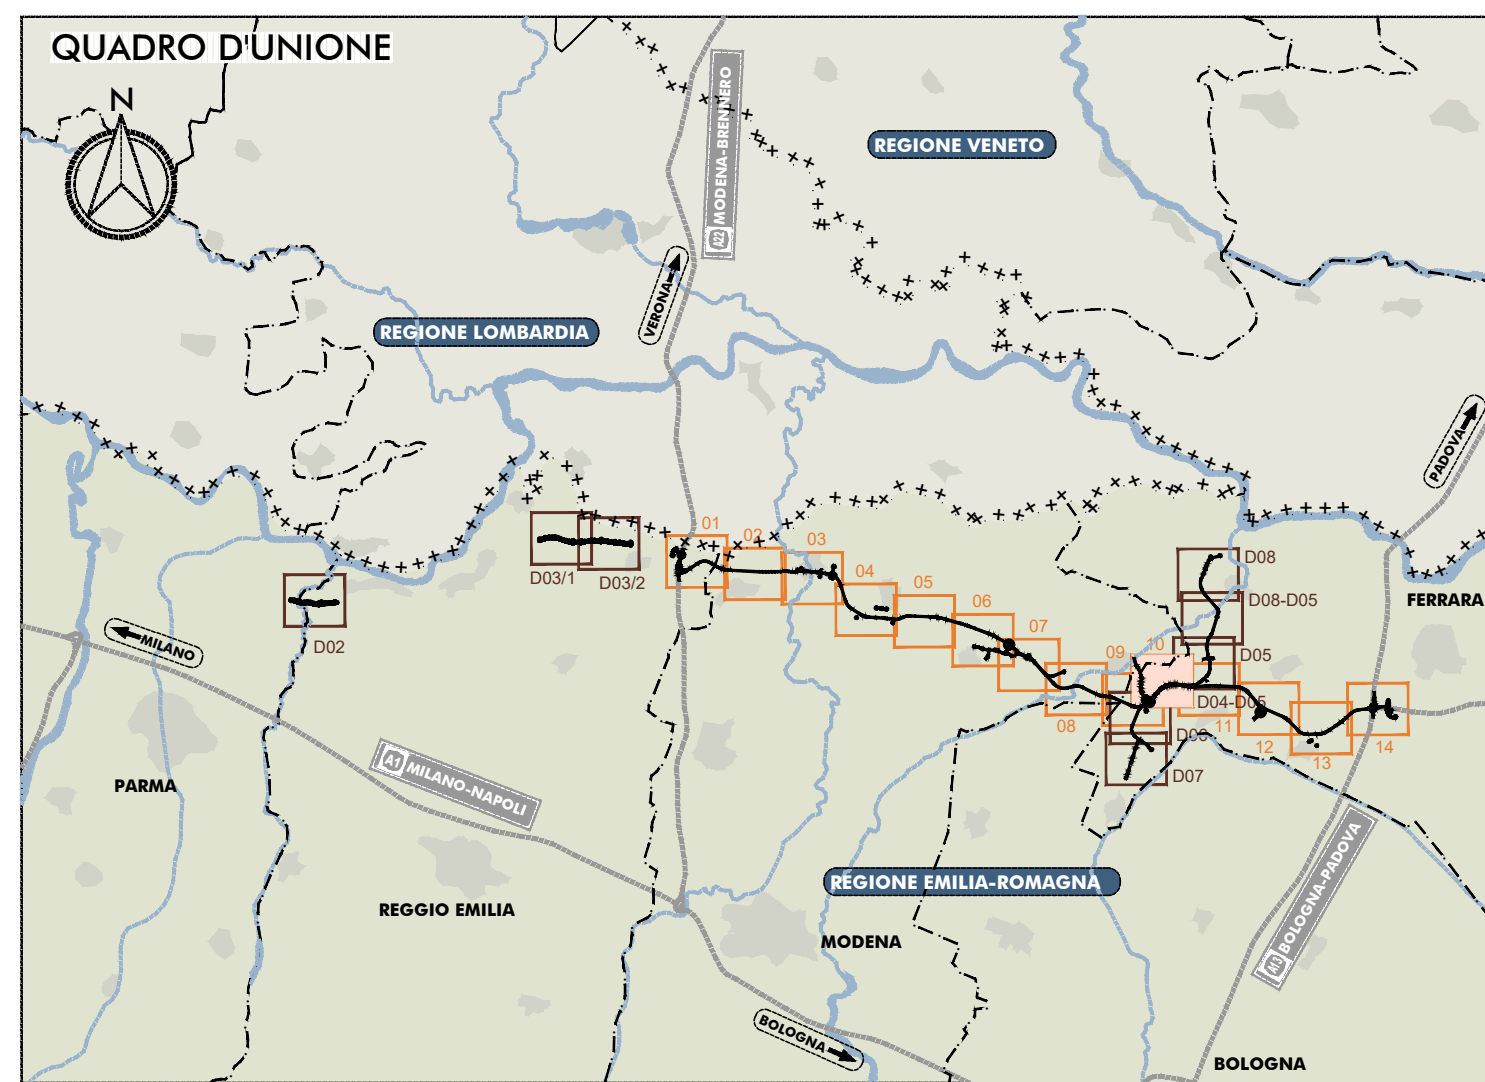 QUADRO D'UNIONE
N
A22 MODENA-BRENNERO
REGIONE VENETO
VERONA
REGIONE LOMBARDIA
PADOVA
01
02
03
04
05
06
07
08
09
10
11
12
13
14
D03/1
D03/2
D02
D08
D08-D05
D05
D04-D05
D06
D07
FERRARA
MILANO
PARMA
A1 MILANO-NAPOLI
REGGIO EMILIA
REGIONE EMILIA-ROMAGNA
MODENA
A13 BOLOGNA-PADOVA
BOLOGNA
BOLOGNA